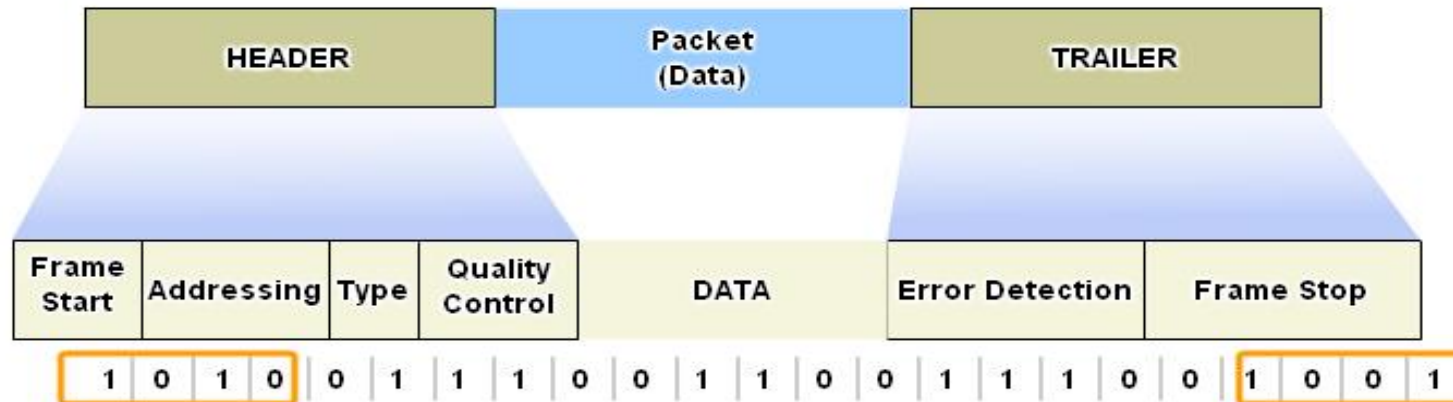 HEADER
Packet
(Data)
TRAILER
Frame
Start
Addressing
Type
Quality
Control
DATA
Error Detection
Frame Stop
1 0 1 0 0 1 1 1 0 0 1 1 0 0 1 1 1 0 0 1 0 0 1